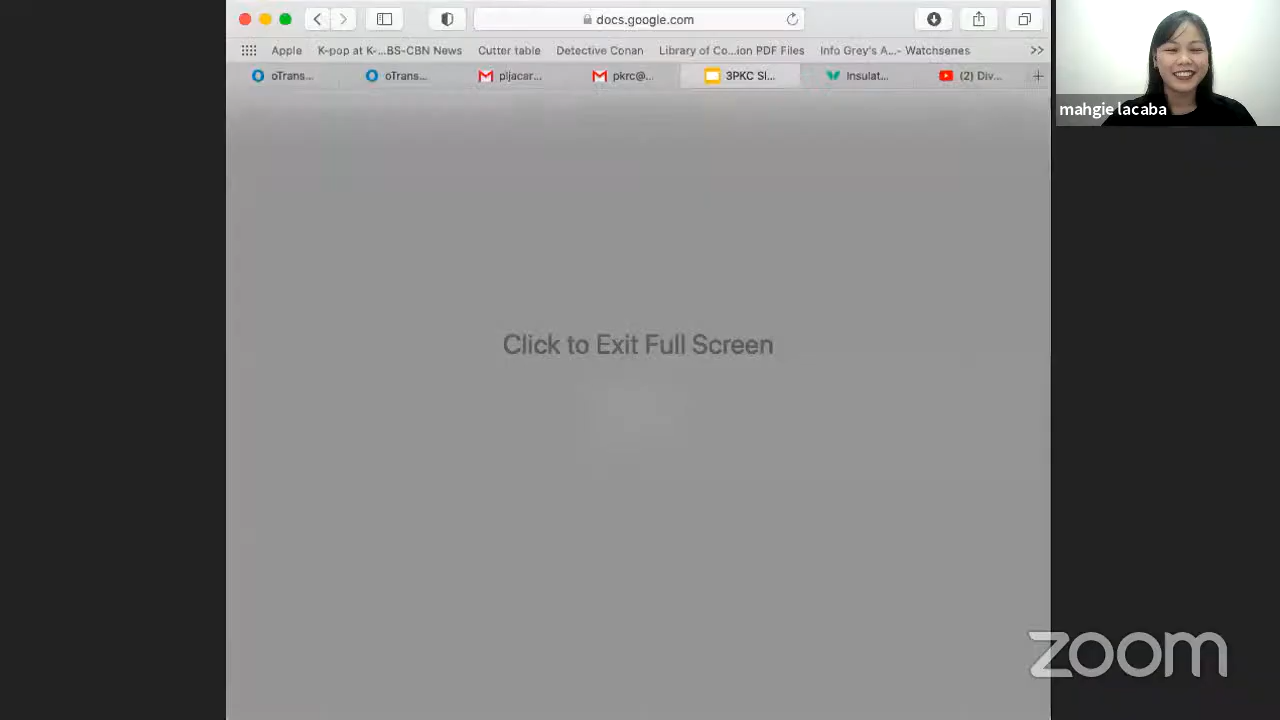 docs.google.com
Apple K-pop at K-...BS-CBN News Cutter table Detective Conan Library of Co...ion PDF Files Info Grey's A...- Watchsenes >>
oTrans... oTrans... pljacar... pkrc@... 3PKC Sl... Insulat... (2) Div... +
mahgie lacaba
Click to Exit Full Screen
zoom